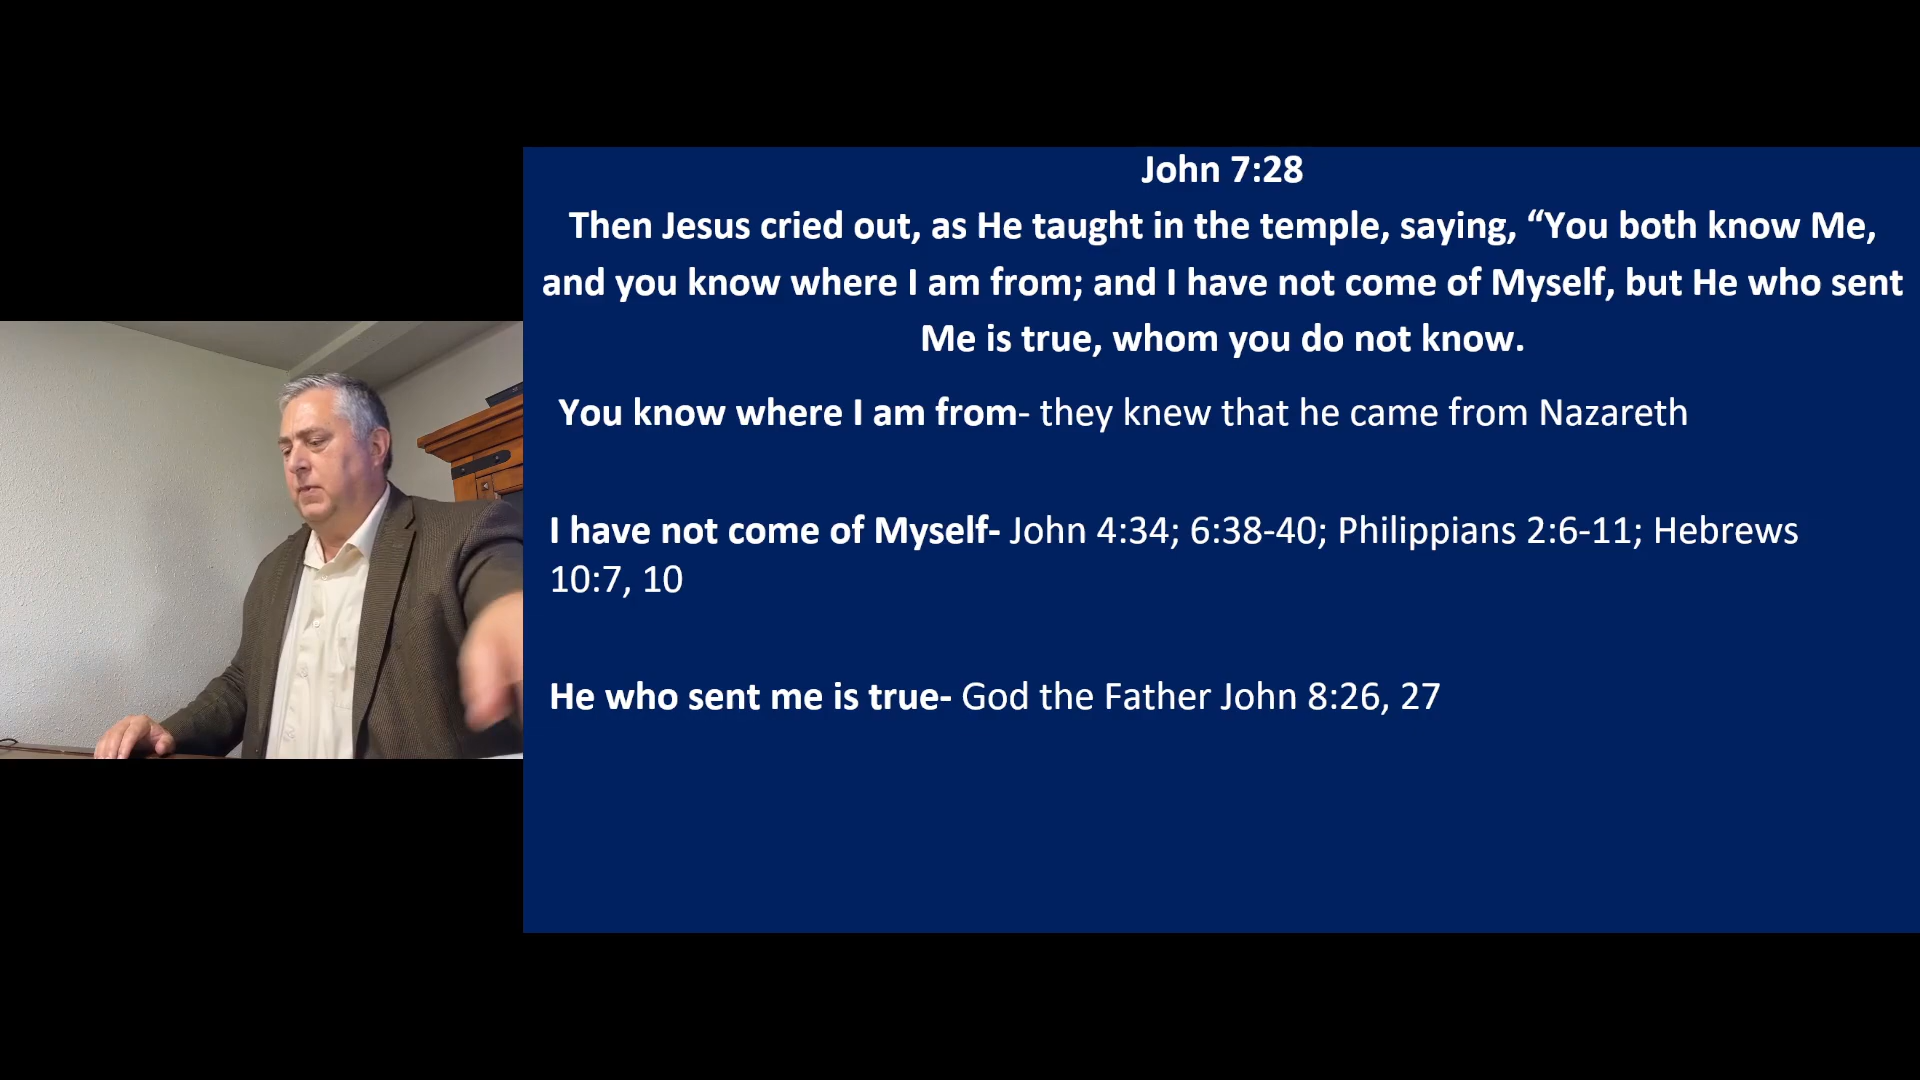 John 7:28
Then Jesus cried out, as He taught in the temple, saying, “You both know Me,
and you know where I am from; and I have not come of Myself, but He who sent
Me is true, whom you do not know.
You know where I am from- they knew that he came from Nazareth
I have not come of Myself- John 4:34; 6:38-40; Philippians 2:6-11; Hebrews
10:7, 10
He who sent me is true- God the Father John 8:26, 27